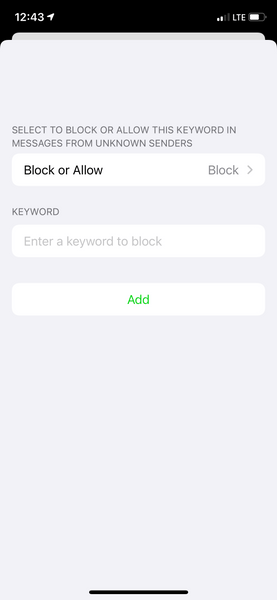 12:43
LTE
SELECT TO BLOCK OR ALLOW THIS KEYWORD IN
MESSAGES FROM UNKNOWN SENDERS
Block or Allow Block
KEYWORD
Enter a keyword to block
Add